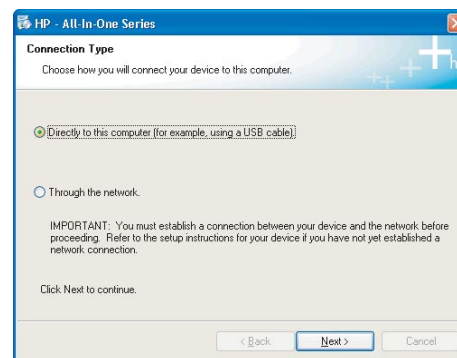 HP - All-In-One Series
Connection Type
Choose how you will connect your device to this computer.
Directly to this computer (for example, using a USB cable).
Through the network.
IMPORTANT: You must establish a connection between your device and the network before
proceeding. Refer to the setup instructions for your device if you have not yet established a
network connection.
Click Next to continue.
< Back Next > Cancel